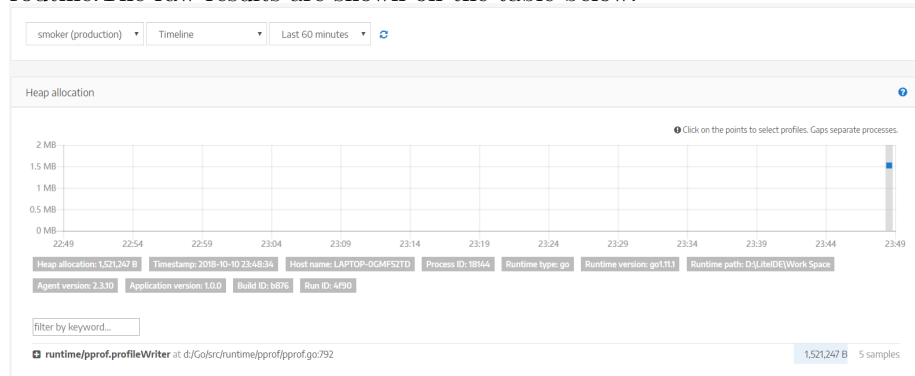 smoker (production) Timeline Last 60 minutes
Heap allocation
Click on the points to select profiles. Gaps separate processes.
2 MB
1.5 MB
1 MB
0.5 MB
0 MB
22:49 22:54 22:59 23:04 23:09 23:14 23:19 23:24 23:29 23:34 23:39 23:44 23:49
Heap allocation: 1,521,247 B Timestamp: 2018-10-10 23:48:34 Host name: LAPTOP-0GMFS2TD Process ID: 18144 Runtime type: go Runtime version: go1.11.1 Runtime path: D:\LiteIDE\Work Space
Agent version: 2.3.10 Application version: 1.0.0 Build ID: b876 Run ID: 4f90
filter by keyword...
runtime/pprof.profileWriter at d:/Go/src/runtime/pprof/pprof.go:792 1,521,247 B 5 samples